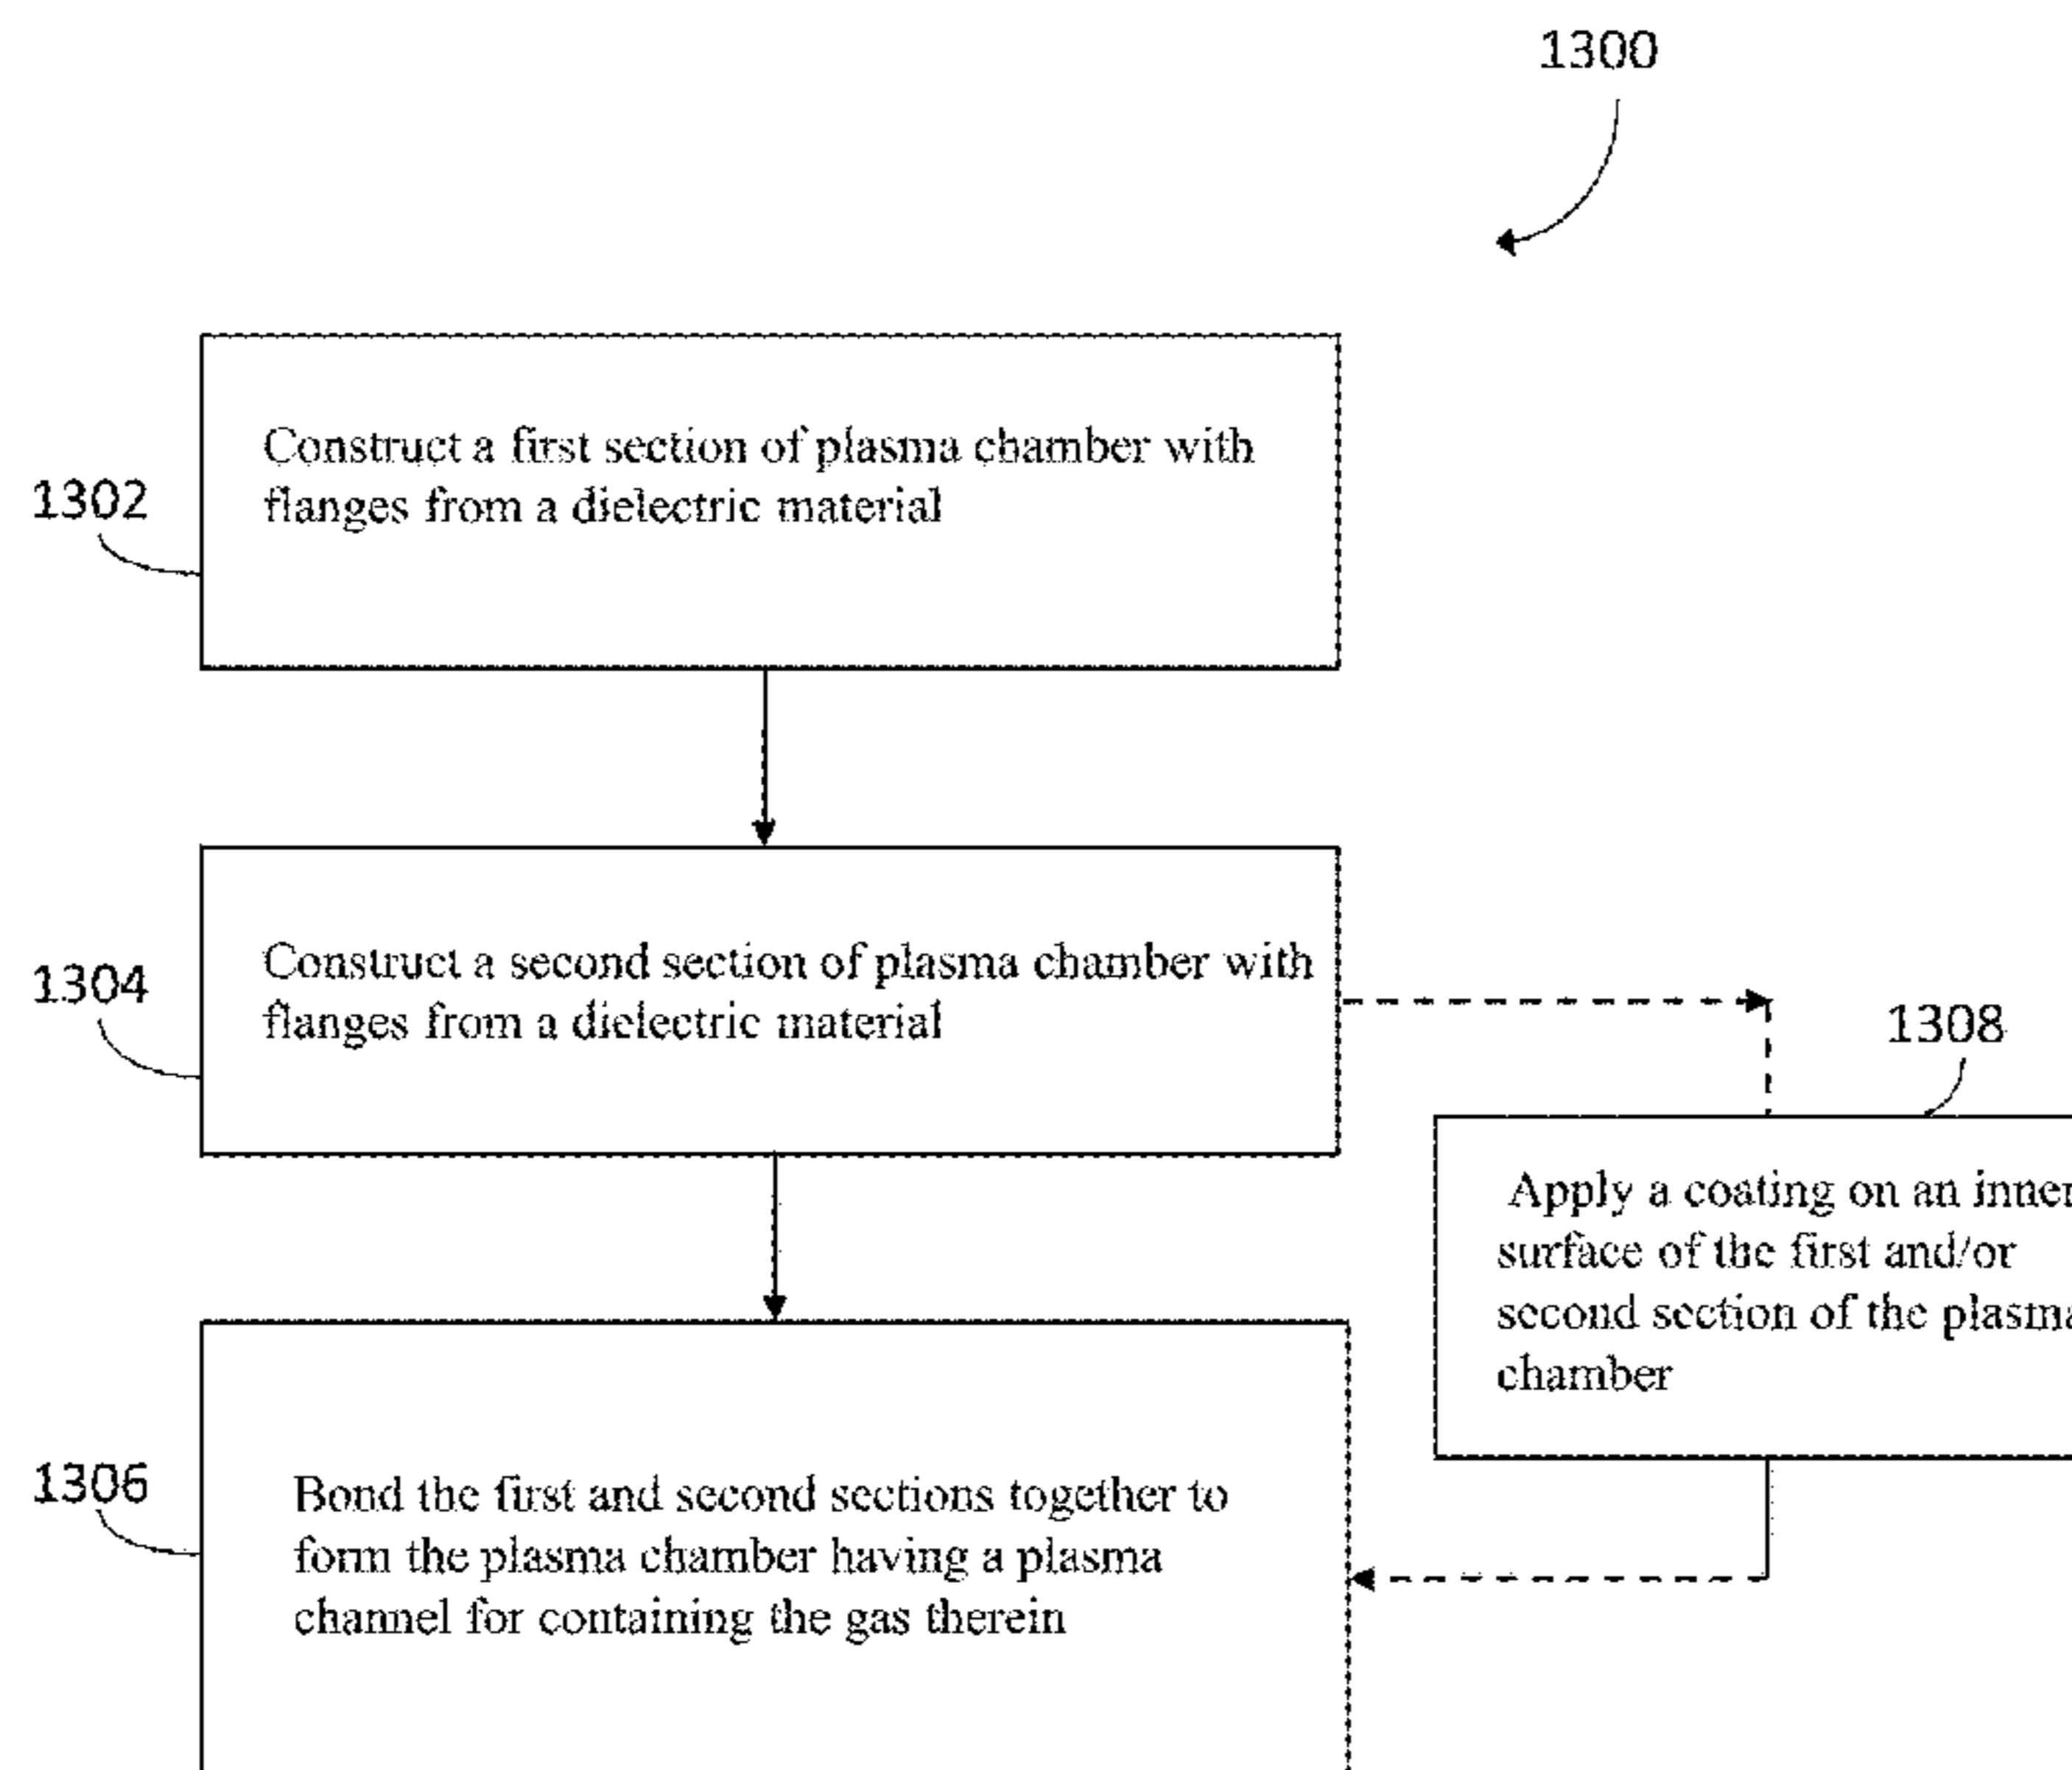 1300
1302
Construct a first section of plasma chamber with
flanges from a dielectric material
1304
Construct a second section of plasma chamber with
flanges from a dielectric material
1308
Apply a coating on an inner
surface of the first and/or
second section of the plasma
chamber
1306
Bond the first and second sections together to
form the plasma chamber having a plasma
channel for containing the gas therein